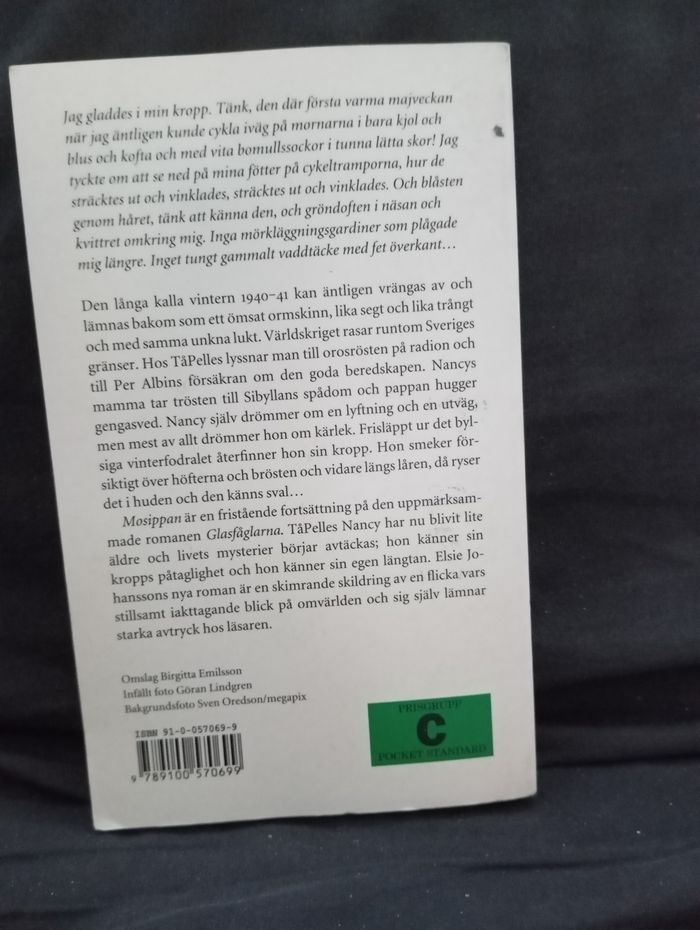 Jag gladdes i min kropp. Tänk, den där första varma majveckan
när jag äntligen kunde cykla iväg på mornarna i bara kjol och
blus och kofta och med vita bomullssockor i tunna lätta skor! Jag
tyckte om att se ned på mina fötter på cykeltramporna, hur de
sträcktes ut och vinklades, sträcktes ut och vinklades. Och blåsten
genom håret, tänk att känna den, och gröndoften i näsan och
kvittret omkring mig. Inga mörkläggningsgardiner som plågade
mig längre. Inget tungt gammalt vaddtäcke med fet överkant…
Den långa kalla vintern 1940–41 kan äntligen vrängas av och
lämnas bakom som ett ömsat ormskinn, lika segt och lika trångt
och med samma unkna lukt. Världskriget rasar runtom Sveriges
gränser. Hos TåPelles lyssnar man till orosrösten på radion och
till Per Albins försäkran om den goda beredskapen. Nancys
mamma tar trösten till Sibyllans spådom och pappan hugger
gengasved. Nancy själv drömmer om en lyftning och en utväg,
men mest av allt drömmer hon om kärlek. Frisläppt ur det byl-
siga vinterfodralet återfinner hon sin kropp. Hon smeker för-
siktigt över höfterna och brösten och vidare längs låren, då ryser
det i huden och den känns sval…
Mosippan är en fristående fortsättning på den uppmärksam-
made romanen Glasfåglarna. TåPelles Nancy har nu blivit lite
äldre och livets mysterier börjar avtäckas; hon känner sin
kropps påtaglighet och hon känner sin egen längtan. Elsie Jo-
hanssons nya roman är en skimrande skildring av en flicka vars
stillsamt iakttagande blick på omvärlden och sig själv lämnar
starka avtryck hos läsaren.
Omslag Birgitta Emilsson
Infällt foto Göran Lindgren
Bakgrundsfoto Sven Oredson/megapix
ISBN 91-0-057069-9
9 789100 570699
PRISGRUPP
C
POCKET STANDARD